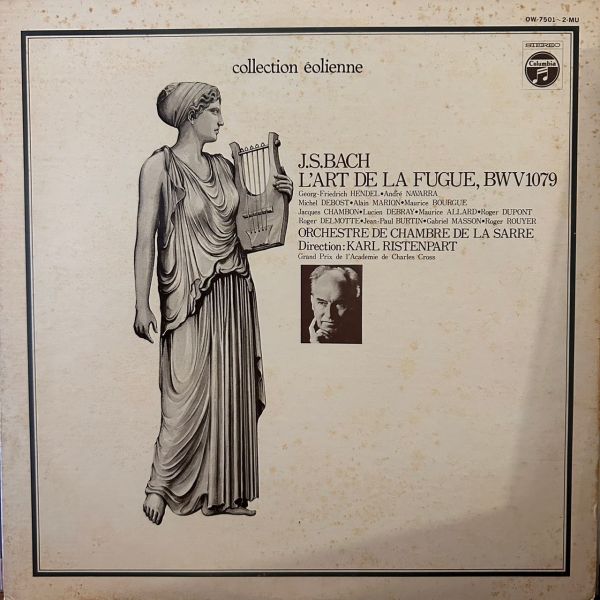 OW-7501~2-MU
STEREO
Columbia
collection éolienne
J.S.BACH
L'ART DE LA FUGUE, BWV1079
Georg-Friedrich HENDEL•André NAVARRA
Michel DEBOST•Alain MARION•Maurice BOURGUE
Jacques CHAMBON•Lucien DEBRAY•Maurice ALLARD•Roger DUPONT
Roger DELMOTTE•Jean-Paul BURTIN•Gabriel MASSON•Roger ROUYER
ORCHESTRE DE CHAMBRE DE LA SARRE
Direction:KARL RISTENPART
Grand Prix de l'Academie de Charles Cross